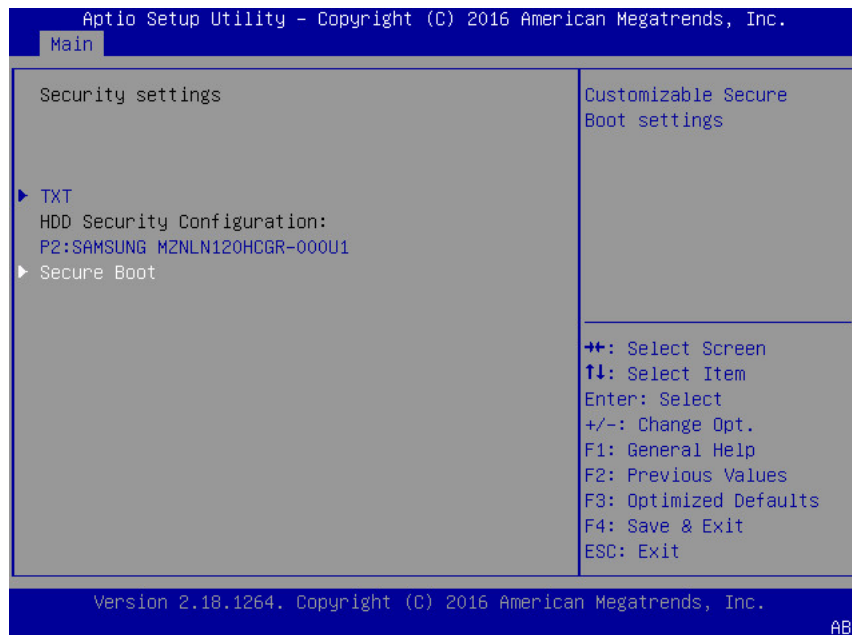 Aptio Setup Utility – Copyright (C) 2016 American Megatrends, Inc.
Main
Security settings
TXT
HDD Security Configuration:
P2:SAMSUNG MZNLN120HCGR-000U1
Secure Boot
Customizable Secure
Boot settings
→←: Select Screen
↑↓: Select Item
Enter: Select
+/-: Change Opt.
F1: General Help
F2: Previous Values
F3: Optimized Defaults
F4: Save & Exit
ESC: Exit
Version 2.18.1264. Copyright (C) 2016 American Megatrends, Inc.
AB